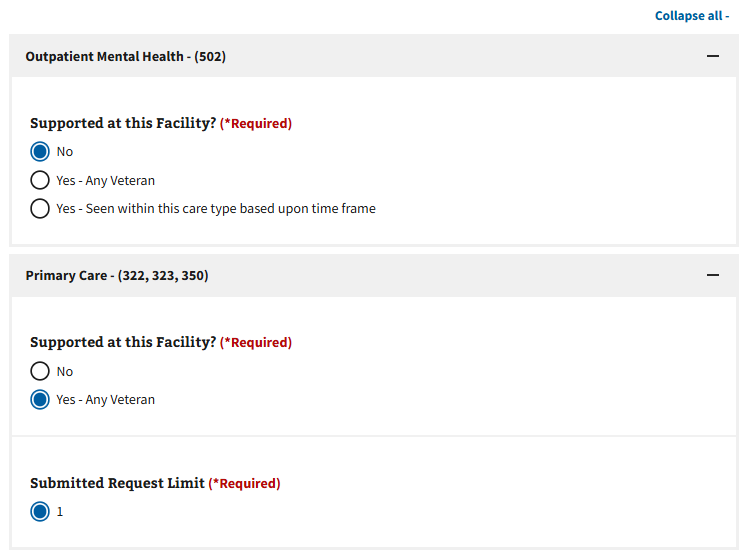 Collapse all -
Outpatient Mental Health - (502)
Supported at this Facility? (*Required)
No
Yes - Any Veteran
Yes - Seen within this care type based upon time frame
Primary Care - (322, 323, 350)
Supported at this Facility? (*Required)
No
Yes - Any Veteran
Submitted Request Limit (*Required)
1